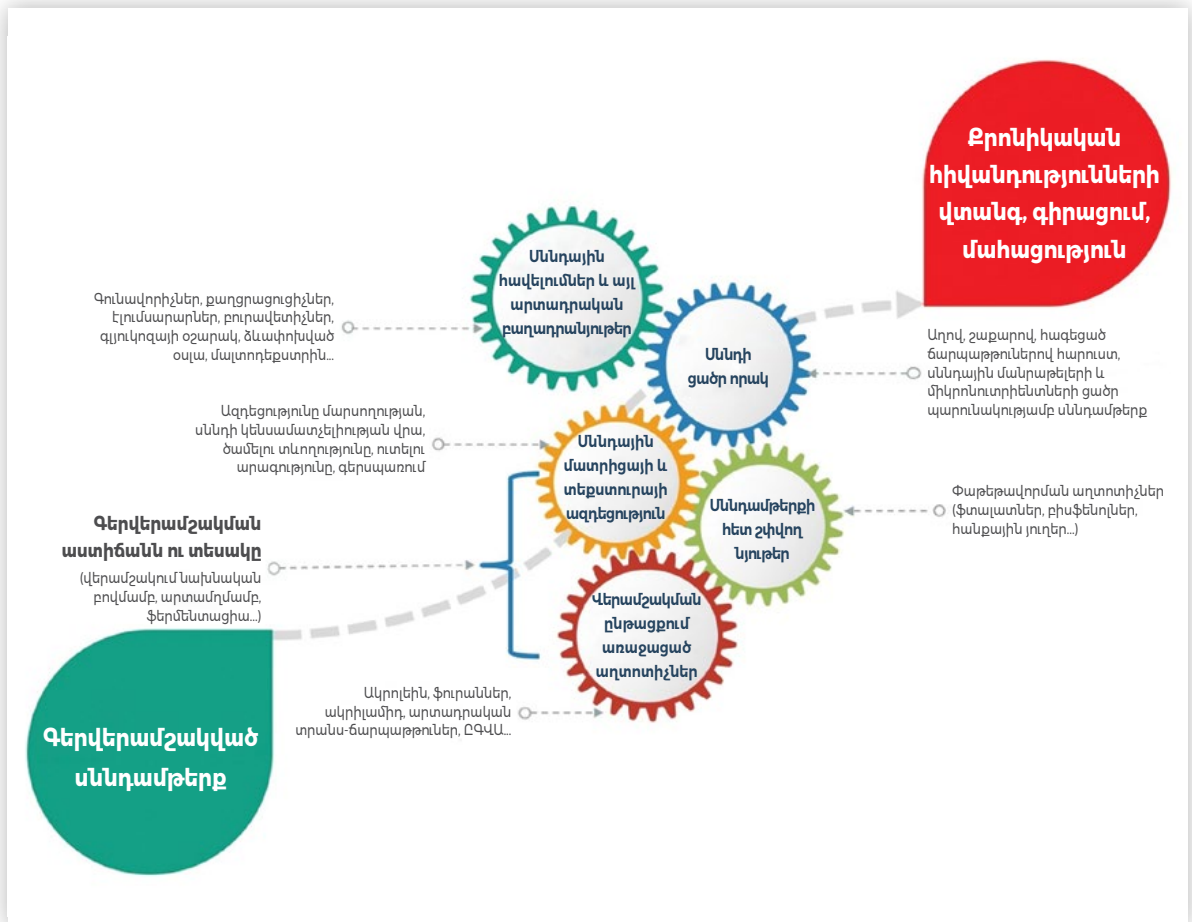 Քրոնիկական
հիվանդությունների
վտանգ, գիրացում,
մահացություն
Սննդային
հավելումներ և այլ
արտադրական
բաղադրանյութեր
Գունավորիչներ, քաղցրացուցիչներ,
էլումսարարներ, բուրավետիչներ,
գլյուկոզայի օշարակ, ձևափոխված
օսլա, մալտոդեքստրին...
Սննդի
ցածր որակ
Աղով, շաքարով, հագեցած
ճարպաթթուներով հարուստ,
սննդային մանրաթելերի և
միկրոնուտրիենտների ցածր
պարունակությամբ սննդամթերք
Ազդեցությունը մարսողության,
սննդի կենսամատչելիության վրա,
ծամելու տևողությունը, ուտելու
արագությունը, գերսպառում
Սննդային
մատրիցայի և
տեքստուրայի
ազդեցություն
Սննդամթերքի
հետ շփվող
նյութեր
Փաթեթավորման աղտոտիչներ
(ֆտալատներ, բիսֆենոլներ,
հանքային յուղեր...)
Գերվերամշակման
աստիճանն ու տեսակը
(վերամշակում նախնական
բովմամբ, արտամղմամբ,
ֆերմենտացիա...)
Վերամշակման
ընթացքում
առաջացած
աղտոտիչներ
Ակրոլեին, ֆուրաններ,
ակրիլամիդ, արտադրական
տրանս-ճարպաթթուներ, ԸԳՎԱ...
Գերվերամշակված
սննդամթերք